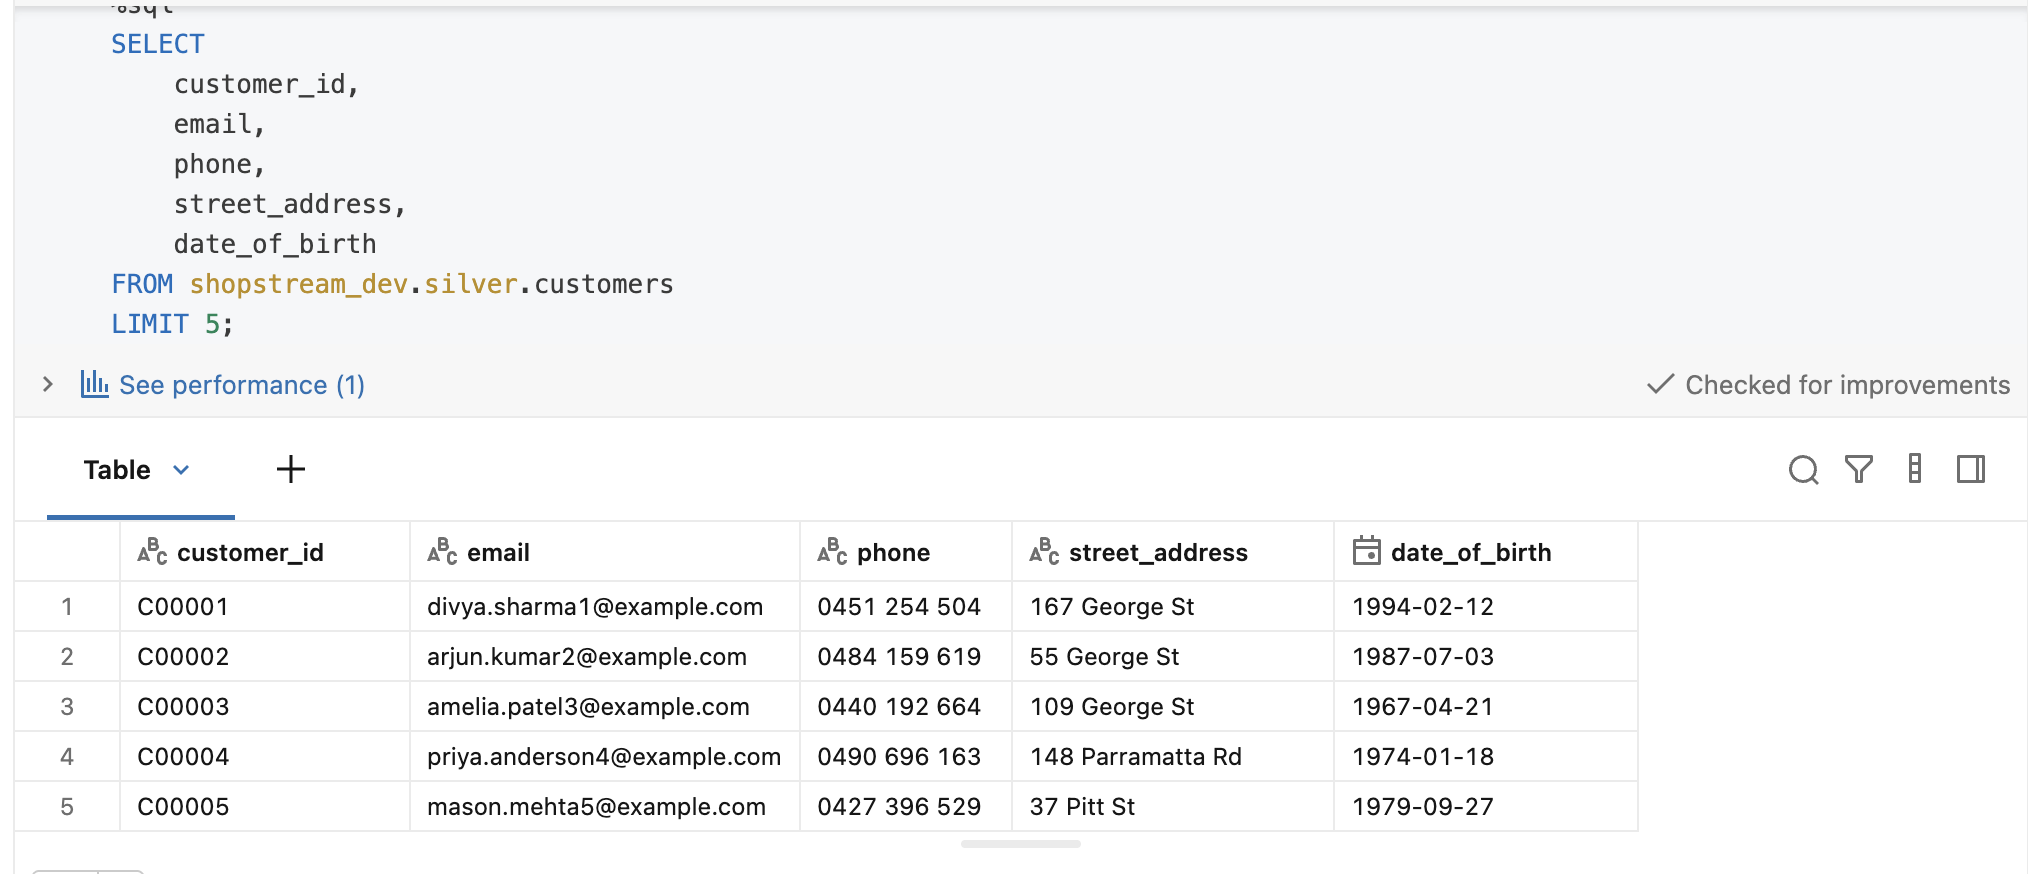 %sql
SELECT
customer_id,
email,
phone,
street_address,
date_of_birth
FROM shopstream_dev.silver.customers
LIMIT 5;
See performance (1)
Checked for improvements
Table
customer_id email phone street_address date_of_birth
1 C00001 divya.sharma1@example.com 0451 254 504 167 George St 1994-02-12
2 C00002 arjun.kumar2@example.com 0484 159 619 55 George St 1987-07-03
3 C00003 amelia.patel3@example.com 0440 192 664 109 George St 1967-04-21
4 C00004 priya.anderson4@example.com 0490 696 163 148 Parramatta Rd 1974-01-18
5 C00005 mason.mehta5@example.com 0427 396 529 37 Pitt St 1979-09-27